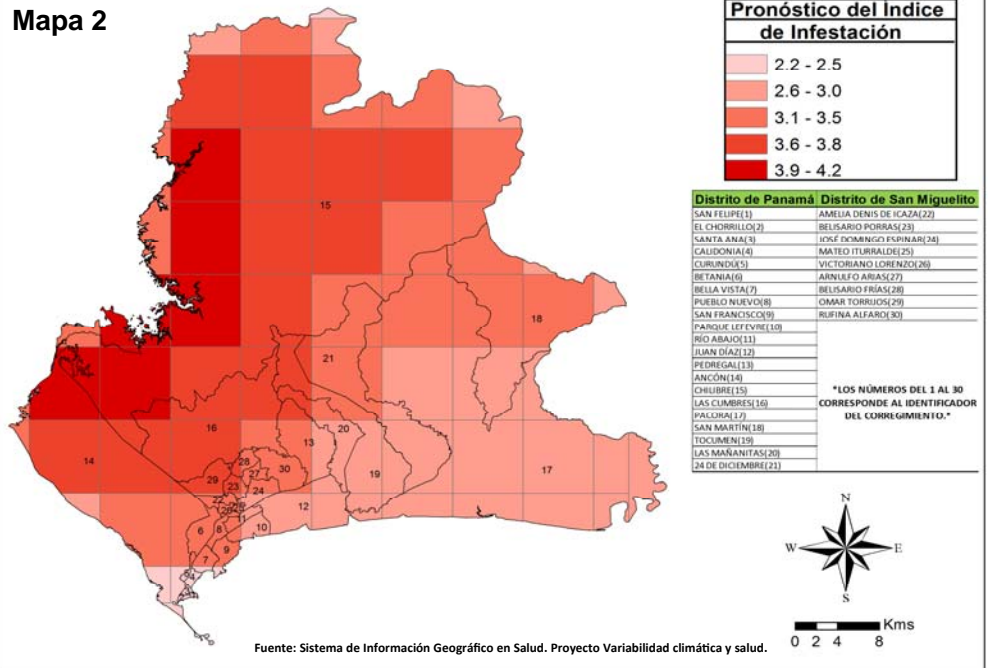 Mapa 2
Pronóstico del Índice
de Infestación
2.2 - 2.5
2.6 - 3.0
3.1 - 3.5
3.6 - 3.8
3.9 - 4.2
Distrito de Panamá Distrito de San Miguelito
SAN FELIPE(1) AMELIA DENIS DE ICAZA(22)
EL CHORRILLO(2) BELISARIO PORRAS(23)
SANTA ANA(3) JOSÉ DOMINGO ESPINAR(24)
CALIDONIA(4) MATEO ITURRALDE(25)
CURUNDÚ(5) VICTORIANO LORENZO(26)
BETANIA(6) ARNULFO ARIAS(27)
BELLA VISTA(7) BELISARIO FRÍAS(28)
PUEBLO NUEVO(8) OMAR TORRIJOS(29)
SAN FRANCISCO(9) RUFINA ALFARO(30)
PARQUE LEFEVRE(10)
RÍO ABAJO(11)
JUAN DÍAZ(12)
PEDREGAL(13)
ANCÓN(14)
CHILIBRE(15)
LAS CUMBRES(16)
PACORA(17)
SAN MARTÍN(18)
TOCUMEN(19)
LAS MAÑANITAS(20)
24 DE DICIEMBRE(21)
*LOS NÚMEROS DEL 1 AL 30
CORRESPONDE AL IDENTIFICADOR
DEL CORREGIMIENTO.*
15
18
21
16
20
13
14
28
30
27
19
17
29
23
24
22
12
11
10
6
8
9
7
4
N
W
E
S
Kms
0 2 4 8
Fuente: Sistema de Información Geográfico en Salud. Proyecto Variabilidad climática y salud.